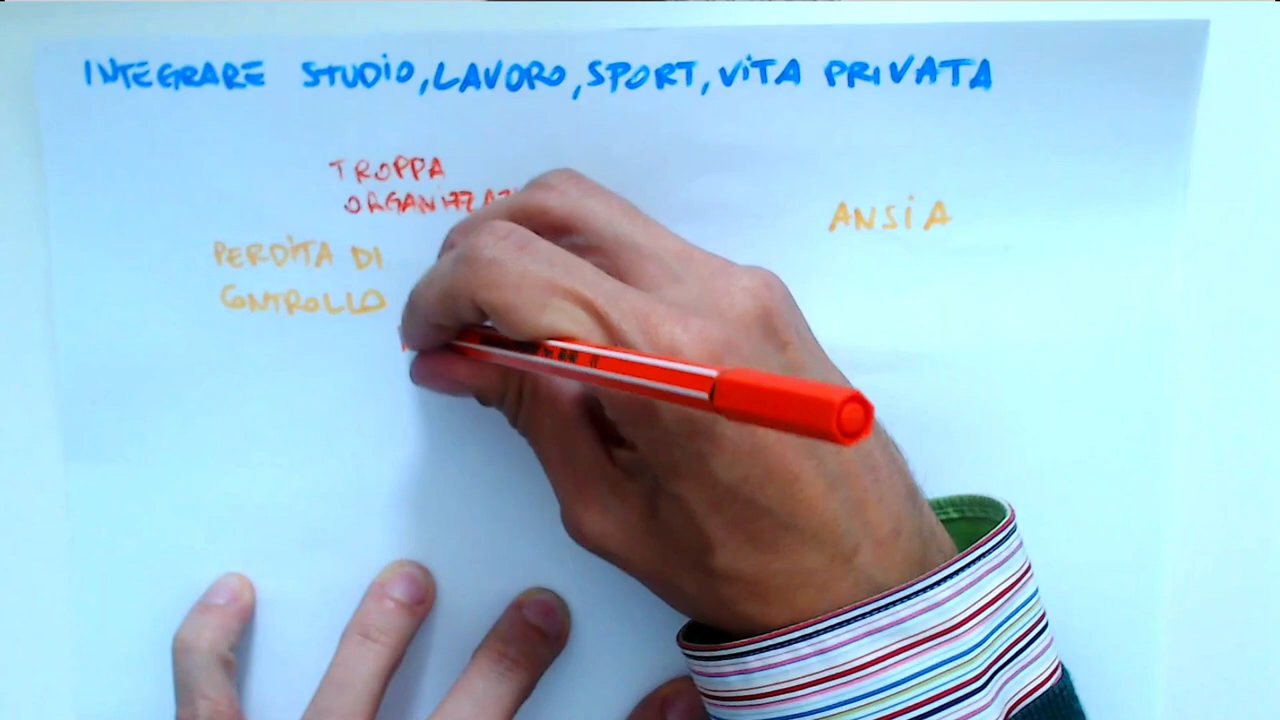 INTEGRARE STUDIO, LAVORO, SPORT, VITA PRIVATA
TROPPA
ANSIA
PERDITA DI
CONTROLLO